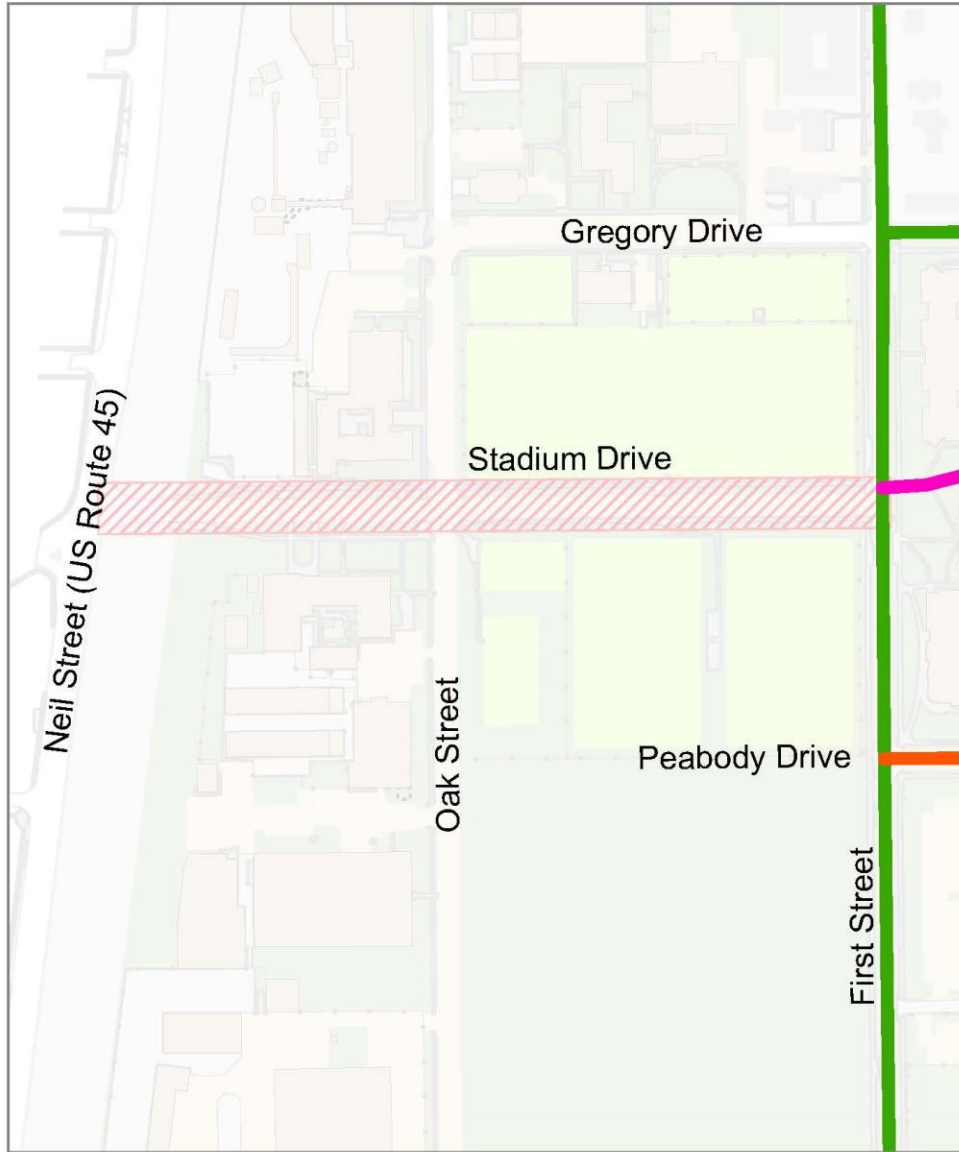 Gregory Drive
Stadium Drive
Neil Street (US Route 45)
Oak Street
Peabody Drive
First Street